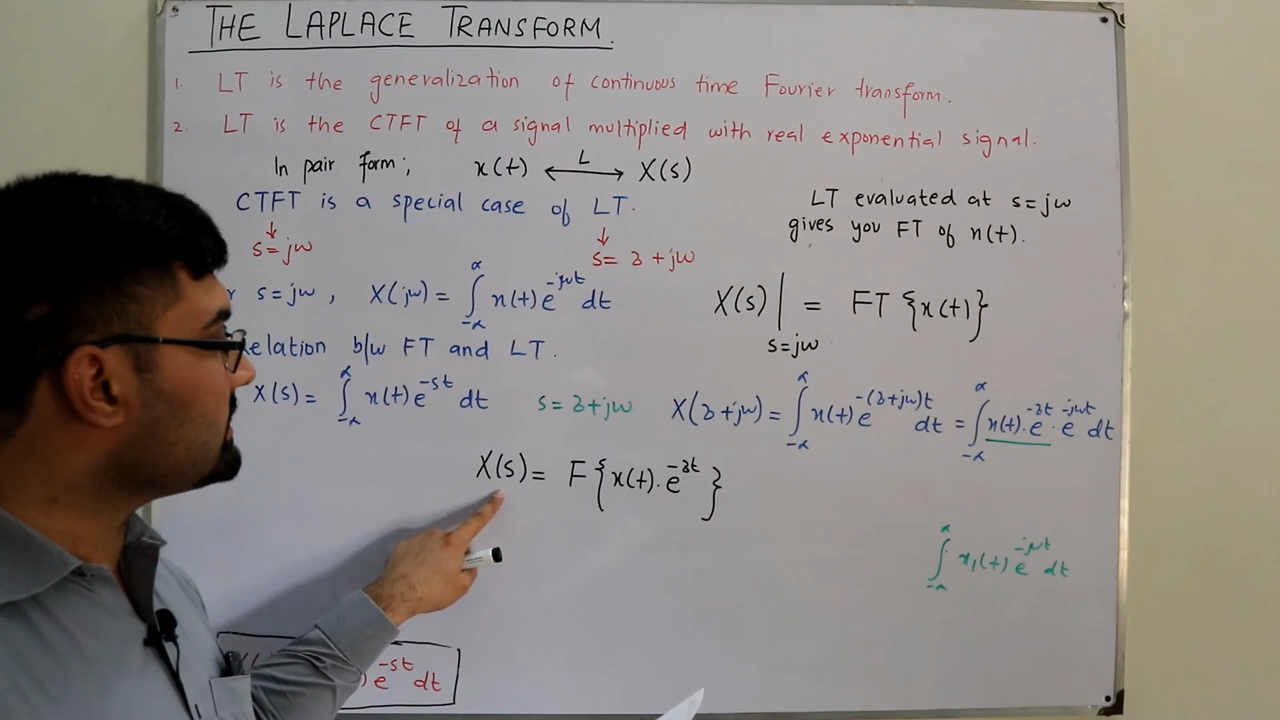 THE LAPLACE TRANSFORM.
1. LT is the generalization of continuous time Fourier transform.
2. LT is the CTFT of a signal multiplied with real exponential signal.
In pair form; x(t) ⟷ᴸ X(s)
CTFT is a special case of LT.
↓ s=jω
↓ s= ʒ+jω
s=jω, X(jω) = ∫_{-∞}^{∞} x(t) e^{-jωt} dt
elation b/w FT and LT.
X(s) = ∫_{-∞}^{∞} x(t) e^{-st} dt
s=ʒ+jω
X(ʒ+jω) = ∫_{-∞}^{∞} x(t) e^{-(ʒ+jω)t} dt = ∫_{-∞}^{∞} x(t). e^{-ʒt}. e^{-jωt} dt
X(s)= F{x(t). e^{-ʒt}}
LT evaluated at s=jω
gives you FT of x(t).
X(s)|_{s=jω} = FT {x(t)}
∫_{-∞}^{∞} x₁(t) e^{-jωt} dt
) e^{-st} dt